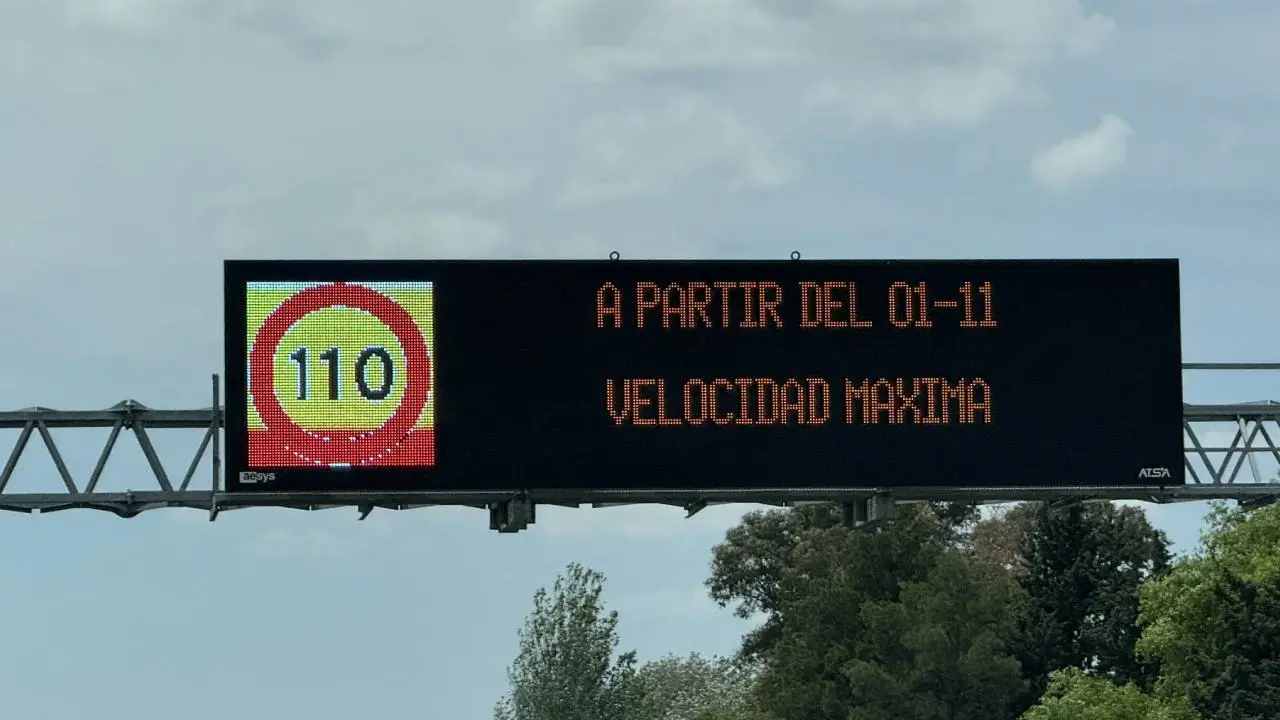 110
A PARTIR DEL 01-11
VELOCIDAD MAXIMA
aesys
ATSA